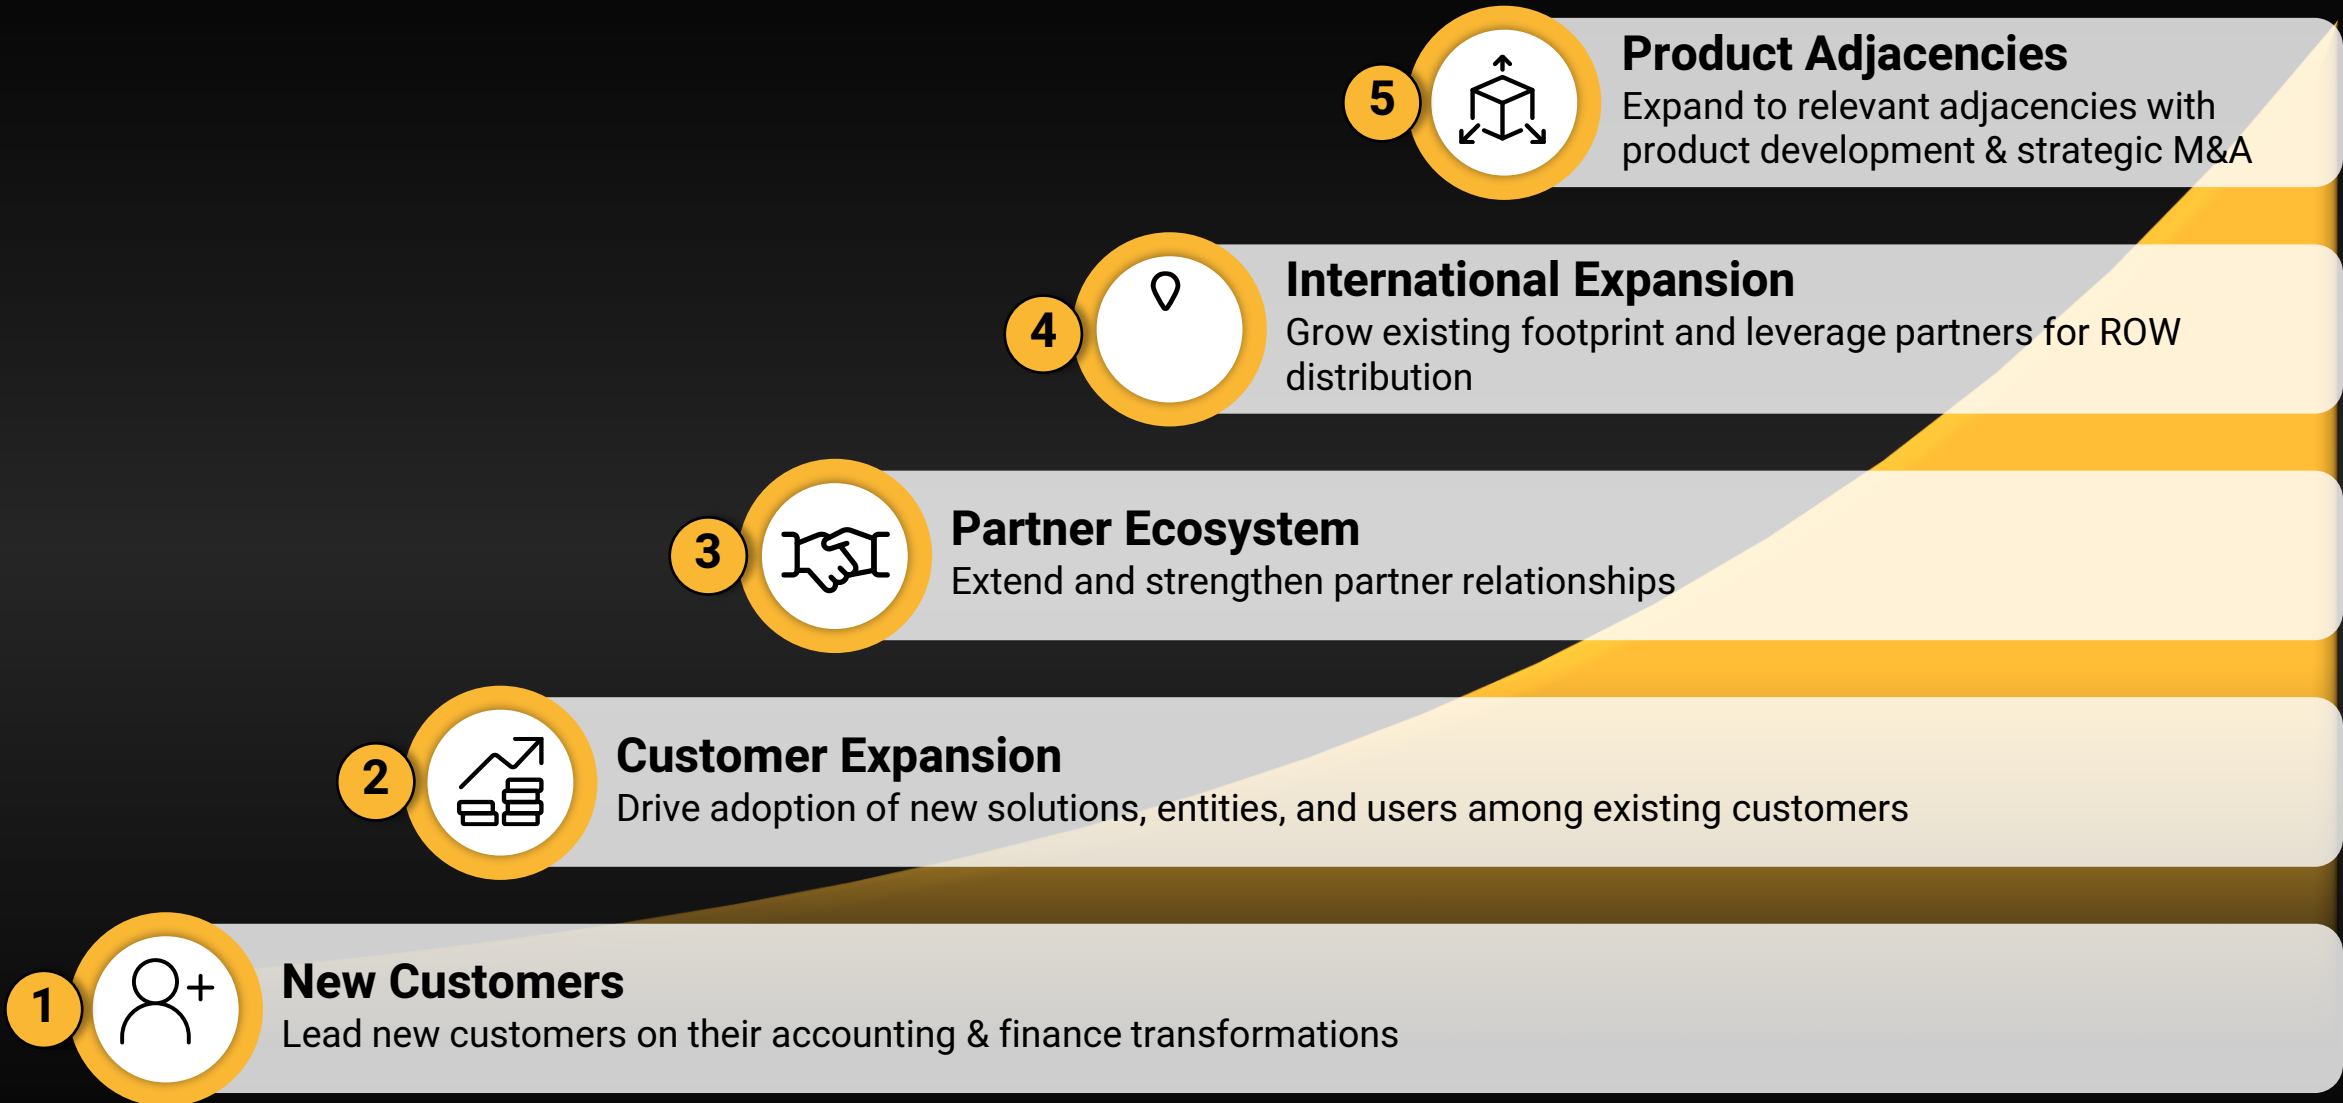 5
Product Adjacencies
Expand to relevant adjacencies with
product development & strategic M&A
4
International Expansion
Grow existing footprint and leverage partners for ROW
distribution
3
Partner Ecosystem
Extend and strengthen partner relationships
2
Customer Expansion
Drive adoption of new solutions, entities, and users among existing customers
1
New Customers
Lead new customers on their accounting & finance transformations